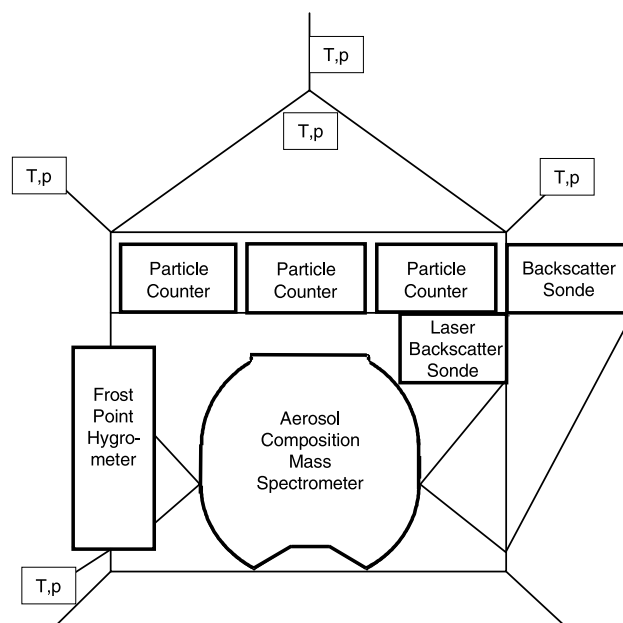 T,p
T,p
T,p
T,p
Particle
Counter
Particle
Counter
Particle
Counter
Backscatter
Sonde
Laser
Backscatter
Sonde
Frost
Point
Hygro-
meter
Aerosol
Composition
Mass
Spectrometer
T,p